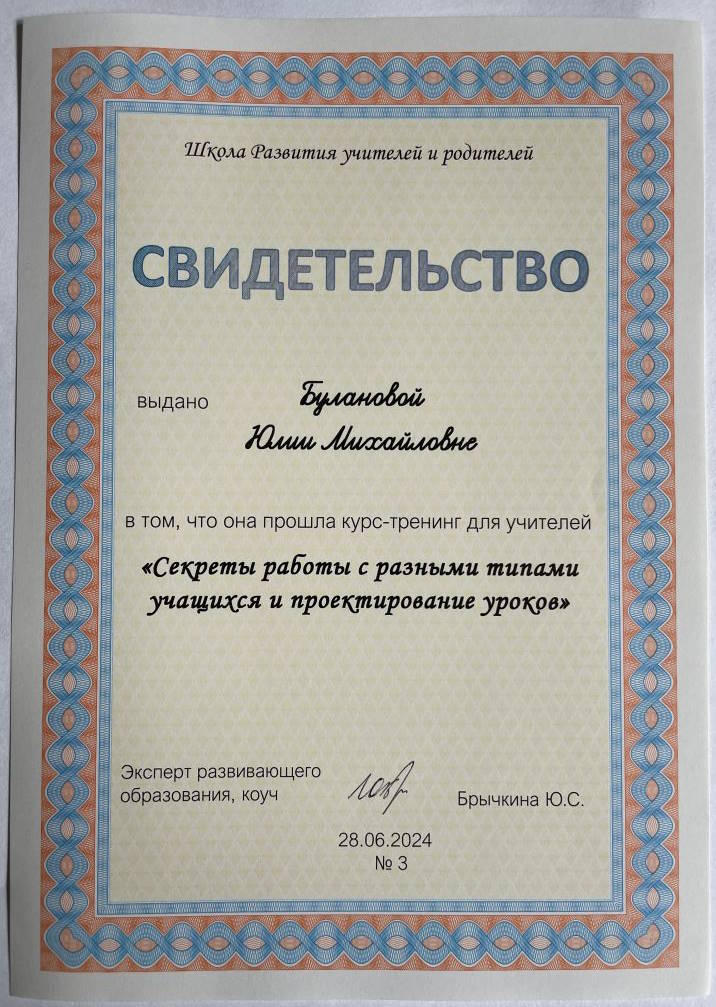 Школа Развития учителей и родителей
СВИДЕТЕЛЬСТВО
выдано Булановой
Юлии Михайловне
в том, что она прошла курс-тренинг для учителей
«Секреты работы с разными типами
учащихся и проектирование уроков»
Эксперт развивающего
образования, коуч
Брычкина Ю.С.
28.06.2024
№ 3